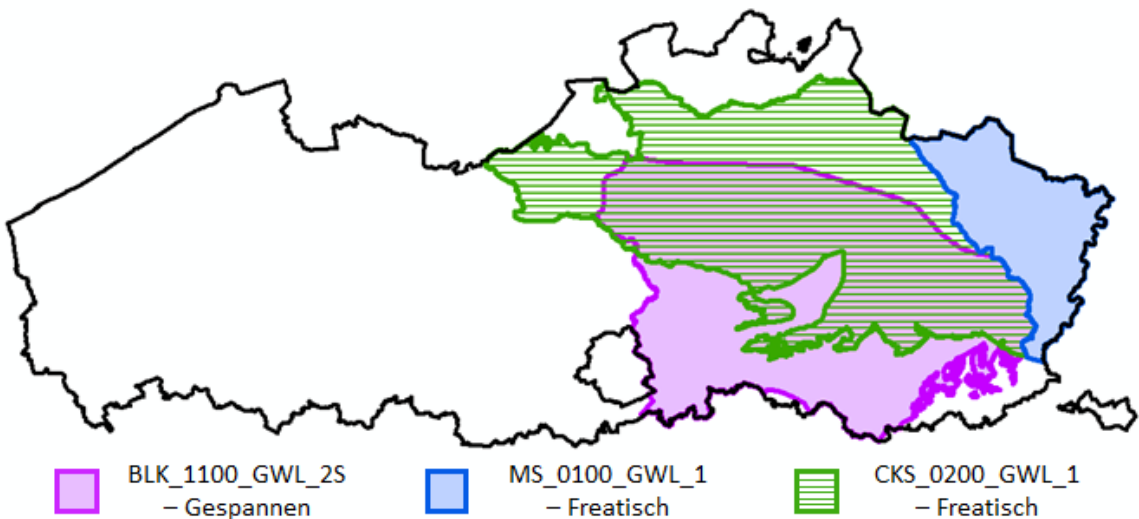 BLK_1100_GWL_2S
– Gespannen
MS_0100_GWL_1
– Freatisch
CKS_0200_GWL_1
– Freatisch